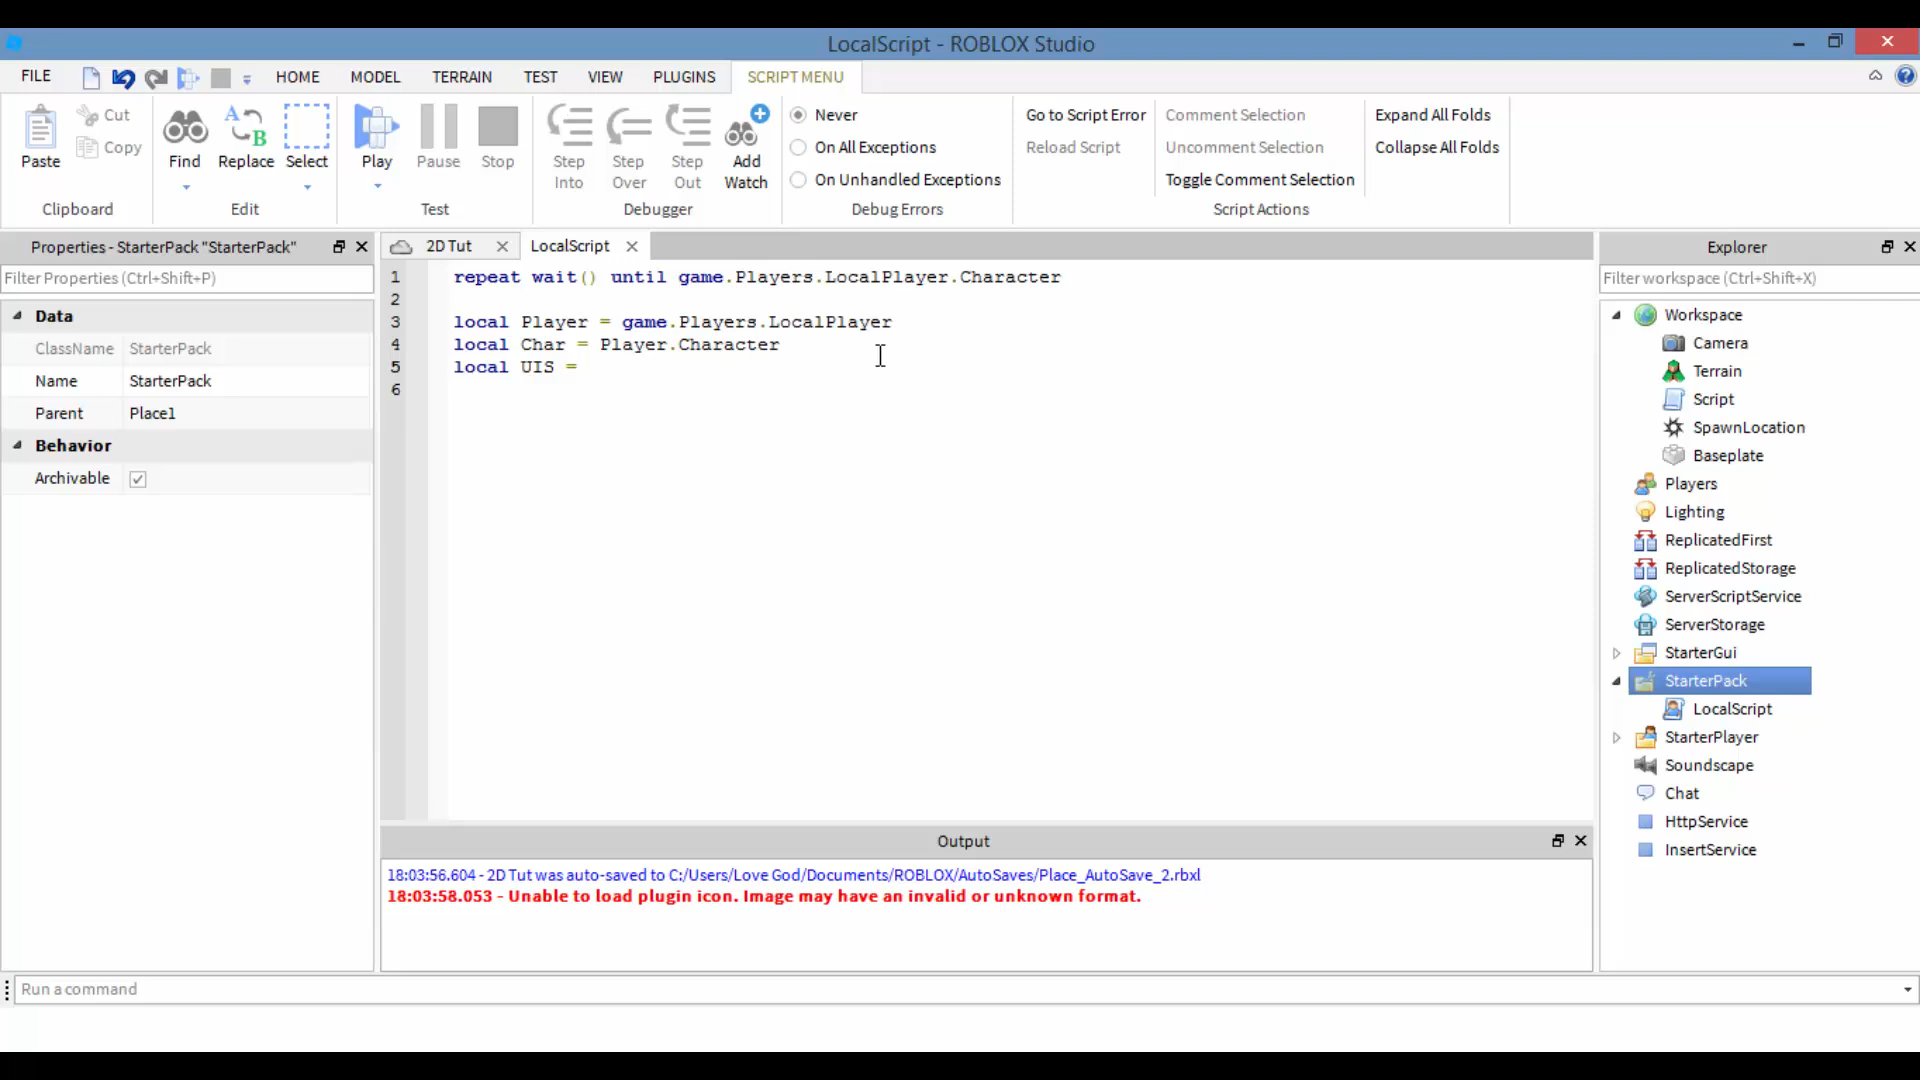 LocalScript - ROBLOX Studio
FILE HOME MODEL TERRAIN TEST VIEW PLUGINS SCRIPT MENU
Paste Cut Copy
Clipboard
Find Replace Select
Edit
Play Pause Stop
Test
Step Into Step Over Step Out Add Watch
Debugger
Never
On All Exceptions
On Unhandled Exceptions
Debug Errors
Go to Script Error
Reload Script
Comment Selection
Uncomment Selection
Toggle Comment Selection
Script Actions
Expand All Folds
Collapse All Folds
Properties - StarterPack "StarterPack"
Filter Properties (Ctrl+Shift+P)
Data
ClassName StarterPack
Name StarterPack
Parent Place1
Behavior
Archivable
2D Tut LocalScript
1 repeat wait() until game.Players.LocalPlayer.Character
2
3 local Player = game.Players.LocalPlayer
4 local Char = Player.Character
5 local UIS =
6
Output
18:03:56.604 - 2D Tut was auto-saved to C:/Users/Love God/Documents/ROBLOX/AutoSaves/Place_AutoSave_2.rbxl
18:03:58.053 - Unable to load plugin icon. Image may have an invalid or unknown format.
Explorer
Filter workspace (Ctrl+Shift+X)
Workspace
Camera
Terrain
Script
SpawnLocation
Baseplate
Players
Lighting
ReplicatedFirst
ReplicatedStorage
ServerScriptService
ServerStorage
StarterGui
StarterPack
LocalScript
StarterPlayer
Soundscape
Chat
HttpService
InsertService
Run a command